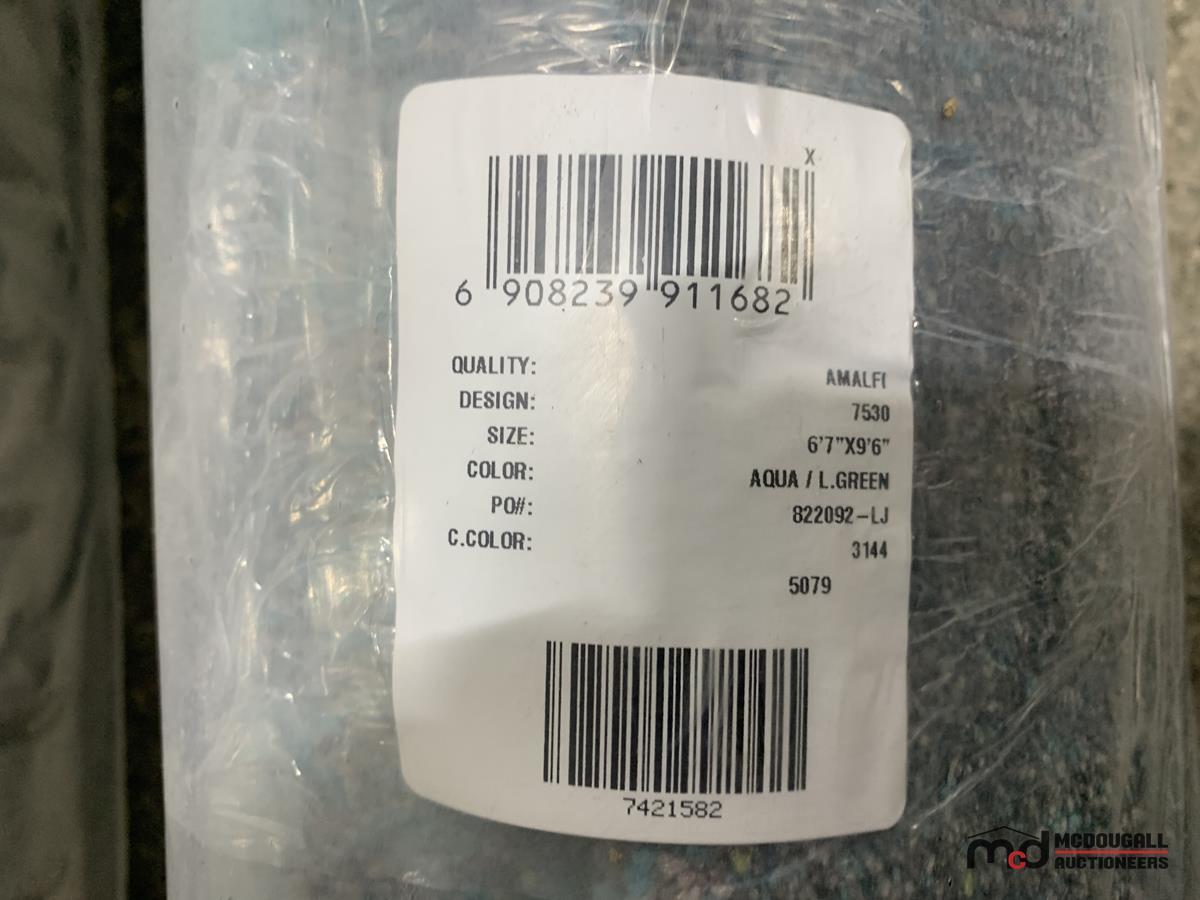 X
6 908239 911682
QUALITY: AMALFI
DESIGN: 7530
SIZE: 6'7"X9'6"
COLOR: AQUA / L.GREEN
PO#: 822092-LJ
C.COLOR: 3144
5079
7421582
mcd MCDOUGALL
AUCTIONEERS